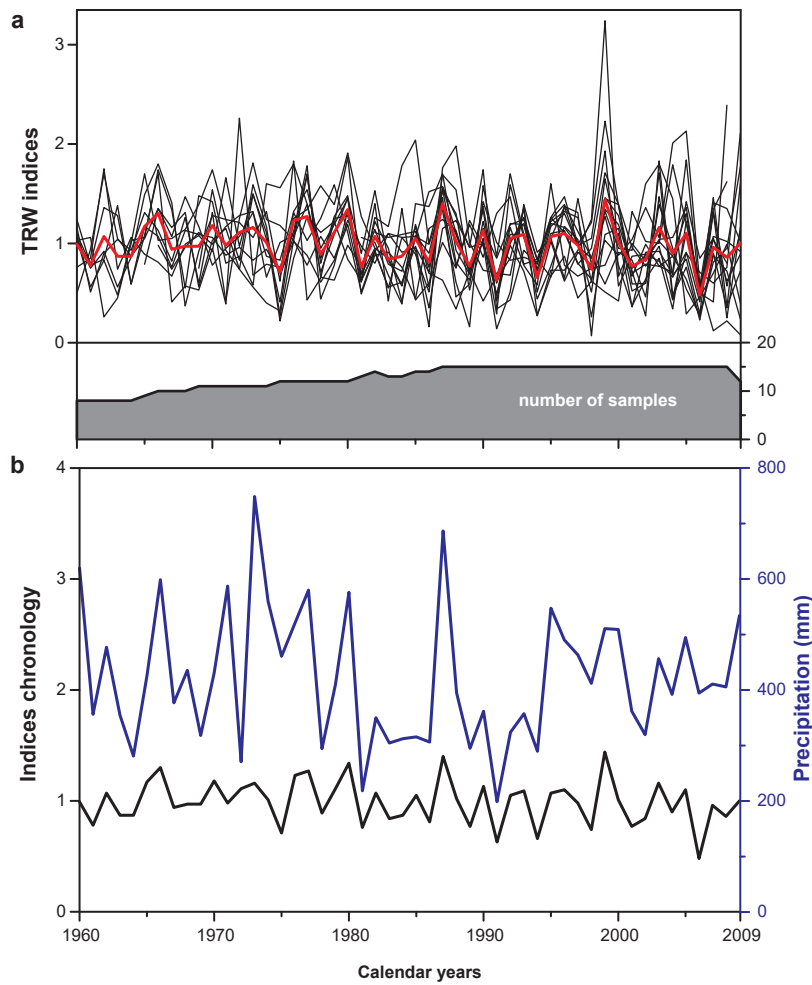 a
3
2
1
0
TRW indices
20
10
0
number of samples
b
4
3
2
1
0
Indices chronology
800
600
400
200
0
Precipitation (mm)
1960 1970 1980 1990 2000 2009
Calendar years